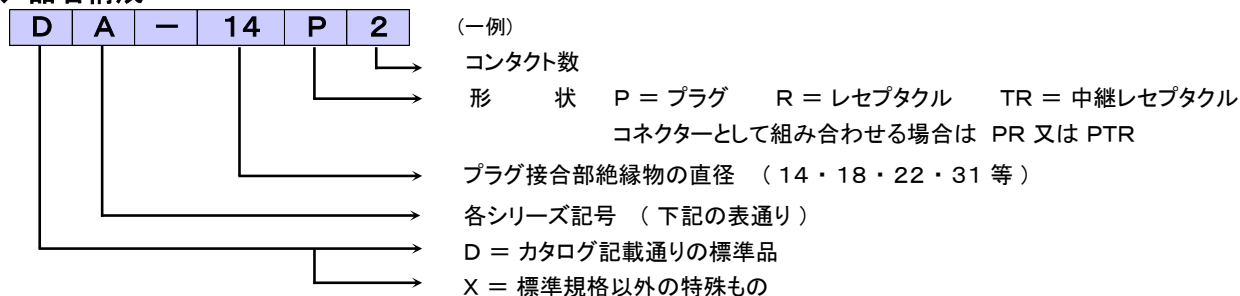 D A － 14 P 2 (一例)
コンタクト数
形 状 P ＝ プラグ R ＝ レセプタクル TR ＝ 中継レセプタクル
コネクターとして組み合わせる場合は PR 又は PTR
プラグ接合部絶縁物の直径 （ 14 ・ 18 ・ 22 ・ 31 等 ）
各シリーズ記号 （ 下記の表通り ）
D ＝ カタログ記載通りの標準品
X ＝ 標準規格以外の特殊もの